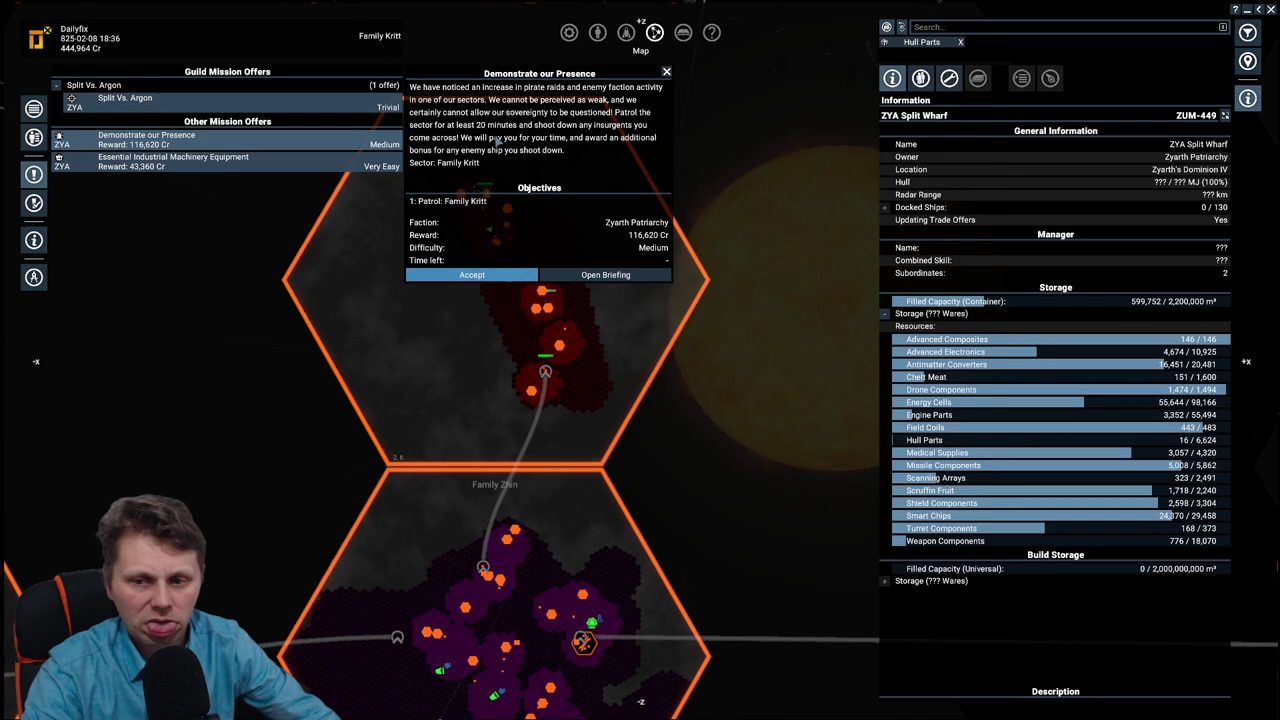 Dailyfix
825-02-08 18:36
444,964 Cr
Family Kritt
+z
Map
Search...
Hull Parts X
Guild Mission Offers
Split Vs. Argon (1 offer)
Split Vs. Argon
ZYA Trivial
Other Mission Offers
Demonstrate our Presence
ZYA Reward: 116,620 Cr Medium
Essential Industrial Machinery Equipment
ZYA Reward: 43,360 Cr Very Easy
Demonstrate our Presence
We have noticed an increase in pirate raids and enemy faction activity
in one of our sectors. We cannot be perceived as weak, and we
certainly cannot allow our sovereignty to be questioned! Patrol the
sector for at least 20 minutes and shoot down any insurgents you
come across! We will pay you for your time, and award an additional
bonus for any enemy ship you shoot down.
Sector: Family Kritt
Objectives
1: Patrol: Family Kritt
Faction: Zyarth Patriarchy
Reward: 116,620 Cr
Difficulty: Medium
Time left: -
Accept Open Briefing
-x
+x
-2, 6
Family Zhin
-z
Information
ZYA Split Wharf ZUM-449
General Information
Name ZYA Split Wharf
Owner Zyarth Patriarchy
Location Zyarth's Dominion IV
Hull ??? / ??? MJ (100%)
Radar Range ??? km
+ Docked Ships: 0 / 130
Updating Trade Offers Yes
Manager
Name: ???
Combined Skill: ???
Subordinates: 2
Storage
Filled Capacity (Container): 599,752 / 2,200,000 m³
- Storage (??? Wares)
Resources:
Advanced Composites 146 / 146
Advanced Electronics 4,674 / 10,925
Antimatter Converters 16,451 / 20,481
Chelt Meat 151 / 1,600
Drone Components 1,474 / 1,494
Energy Cells 55,644 / 98,166
Engine Parts 3,352 / 55,494
Field Coils 443 / 483
Hull Parts 16 / 6,624
Medical Supplies 3,057 / 4,320
Missile Components 5,008 / 5,862
Scanning Arrays 323 / 2,491
Scruffin Fruit 1,718 / 2,240
Shield Components 2,598 / 3,304
Smart Chips 24,370 / 29,458
Turret Components 168 / 373
Weapon Components 776 / 18,070
Build Storage
Filled Capacity (Universal): 0 / 2,000,000,000 m³
+ Storage (??? Wares)
Description